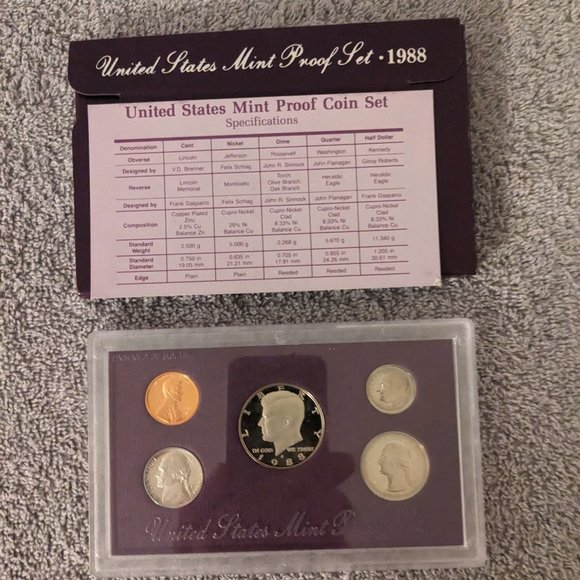 United States Mint Proof Set · 1988
United States Mint Proof Coin Set
Specifications
Denomination Cent Nickel Dime Quarter Half Dollar
Obverse Lincoln Jefferson Roosevelt Washington Kennedy
Designed by V.D. Brenner Felix Schlag John R. Sinnock John Flanagan Gilroy Roberts
Reverse Lincoln Memorial Monticello Torch, Olive Branch, Oak Branch Heraldic Eagle Heraldic Eagle
Designed by Frank Gasparro Felix Schlag John R. Sinnock John Flanagan Frank Gasparro
Composition Copper Plated Zinc 2.5% Cu Balance Zn Cupro-Nickel 25% Ni Balance Cu Cupro-Nickel Clad 8.33% Ni Balance Cu Cupro-Nickel Clad 8.33% Ni Balance Cu Cupro-Nickel Clad 8.33% Ni Balance Cu
Standard Weight 2.500 g 5.000 g 2.268 g 5.670 g 11.340 g
Standard Diameter 0.750 in 19.05 mm 0.835 in 21.21 mm 0.705 in 17.91 mm 0.955 in 24.26 mm 1.205 in 30.61 mm
Edge Plain Plain Reeded Reeded Reeded
LIBERTY
IN GOD WE TRUST
1988
United States Mint